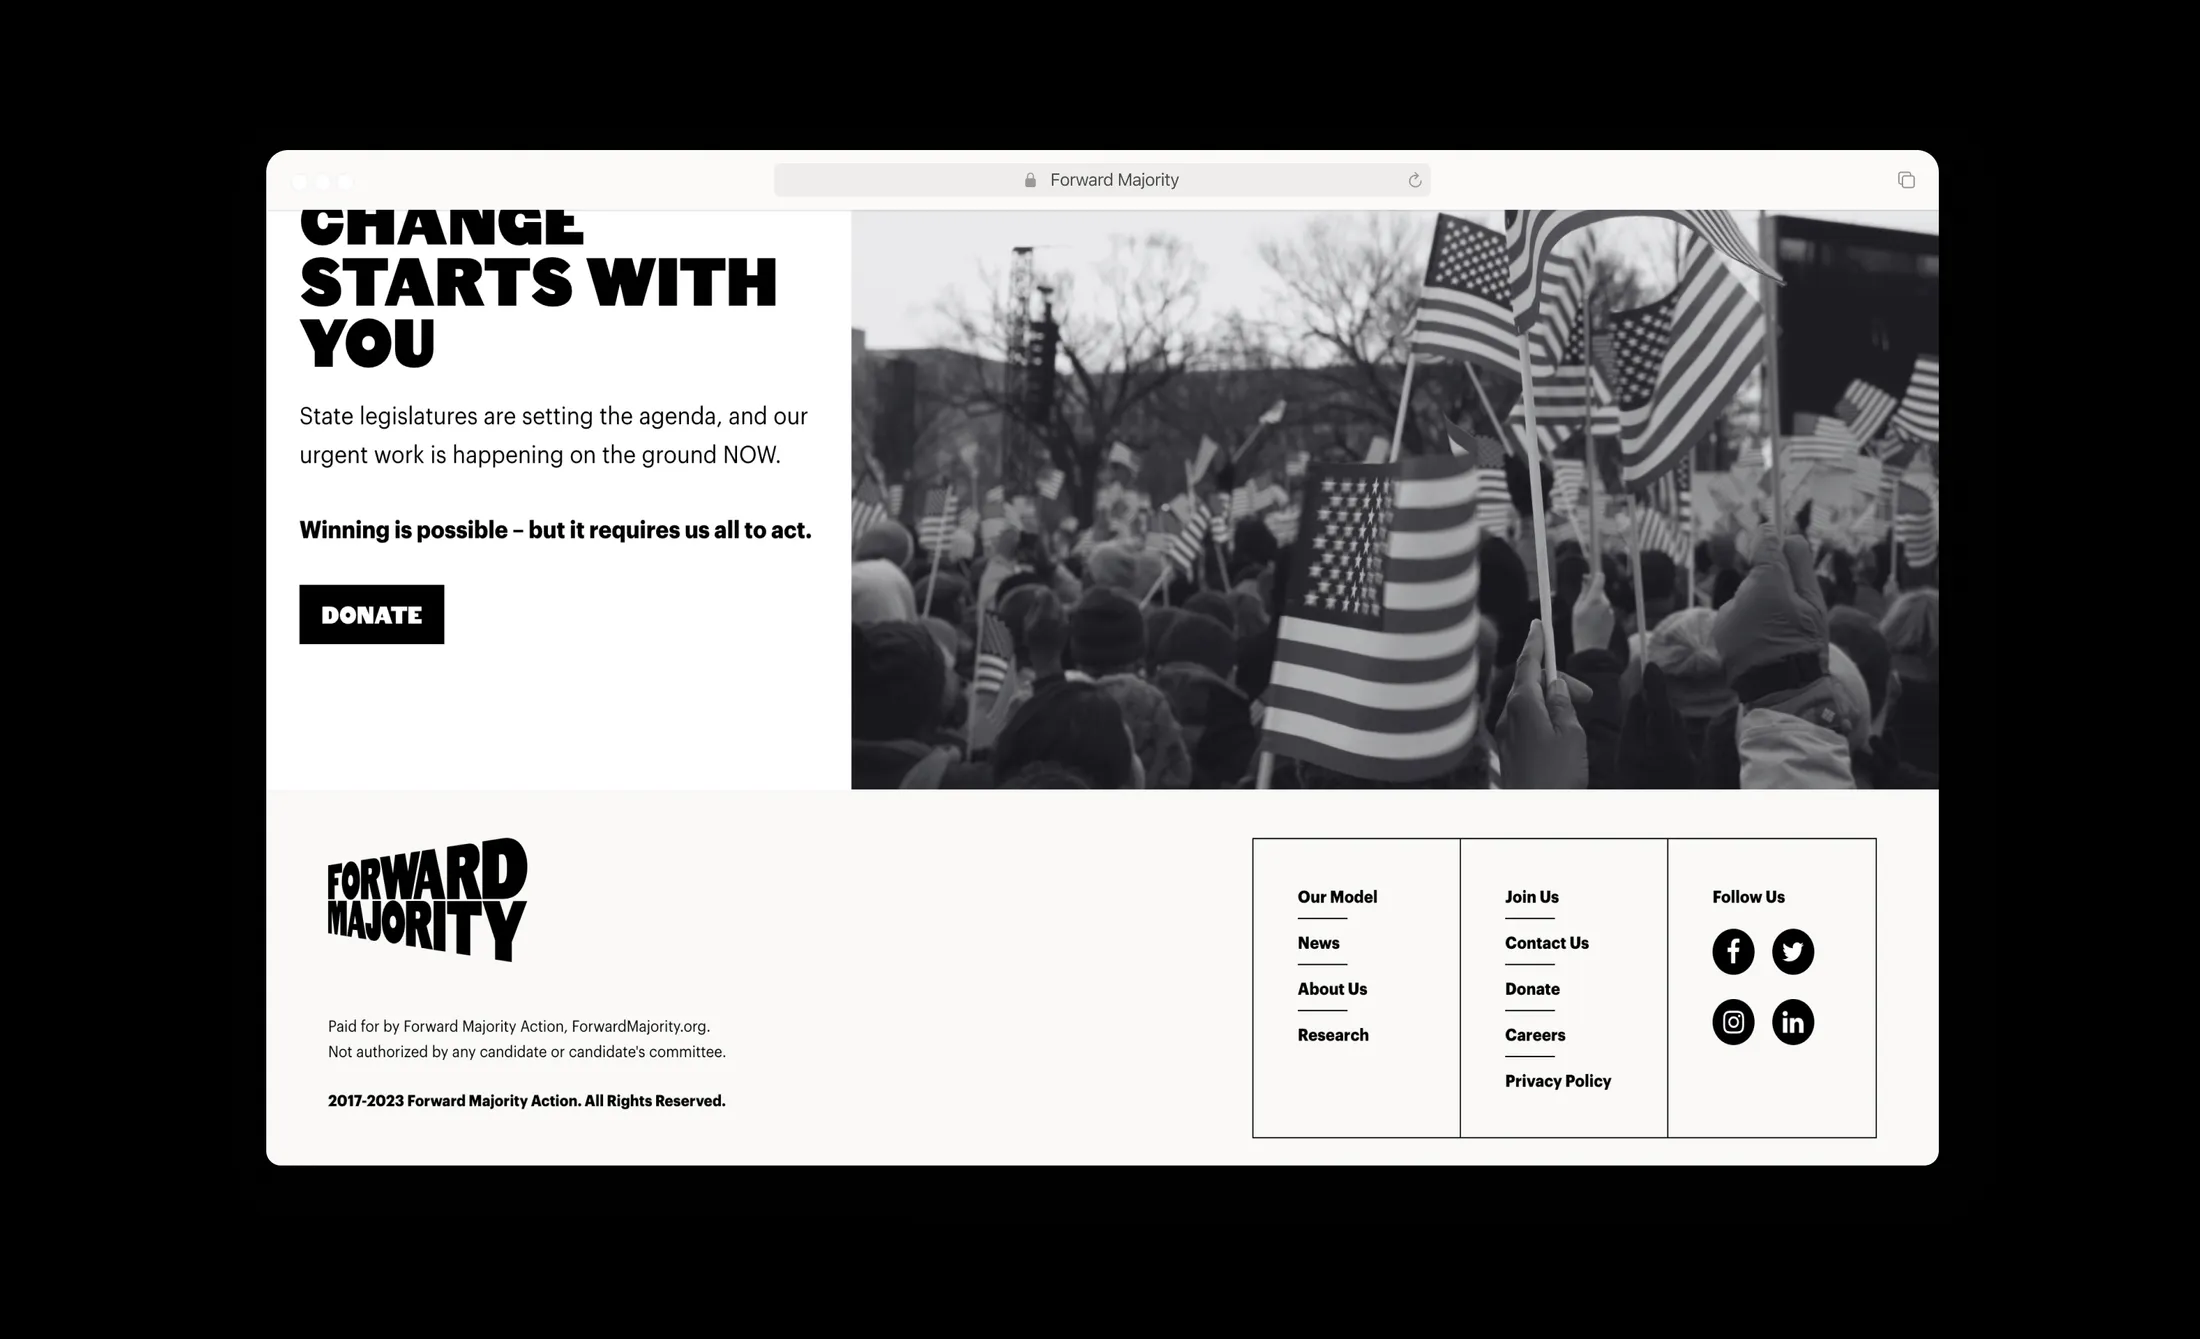 Forward Majority
CHANGE
STARTS WITH
YOU
State legislatures are setting the agenda, and our
urgent work is happening on the ground NOW.
Winning is possible – but it requires us all to act.
DONATE
FORWARD
MAJORITY
Paid for by Forward Majority Action, ForwardMajority.org.
Not authorized by any candidate or candidate's committee.
2017-2023 Forward Majority Action. All Rights Reserved.
Our Model
News
About Us
Research
Join Us
Contact Us
Donate
Careers
Privacy Policy
Follow Us